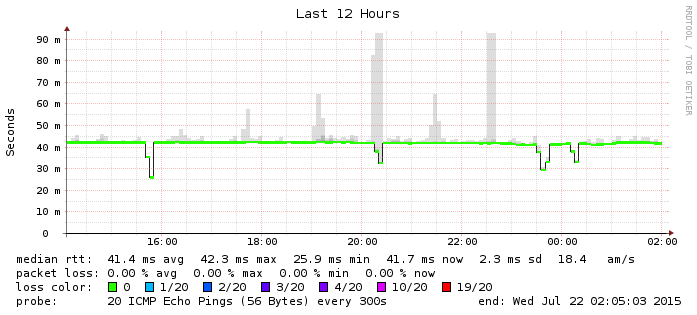 Last 12 Hours
RRDTOOL / TOBI OETIKER
Seconds
90 m
80 m
70 m
60 m
50 m
40 m
30 m
20 m
10 m
0
16:00 18:00 20:00 22:00 00:00 02:00
median rtt: 41.4 ms avg 42.3 ms max 25.9 ms min 41.7 ms now 2.3 ms sd 18.4 am/s
packet loss: 0.00 % avg 0.00 % max 0.00 % min 0.00 % now
loss color: 0 1/20 2/20 3/20 4/20 10/20 19/20
probe: 20 ICMP Echo Pings (56 Bytes) every 300s end: Wed Jul 22 02:05:03 2015